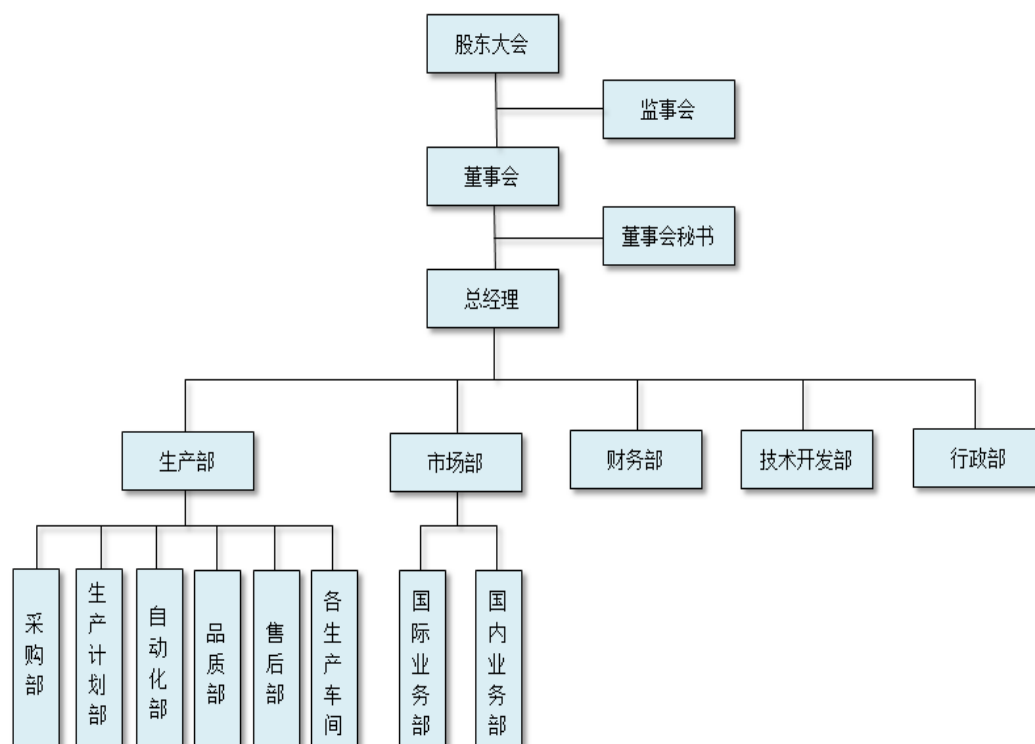 股东大会
监事会
董事会
董事会秘书
总经理
生产部
市场部
财务部
技术开发部
行政部
采购部
生产计划部
自动化部
品质部
售后部
各生产车间
国际业务部
国内业务部